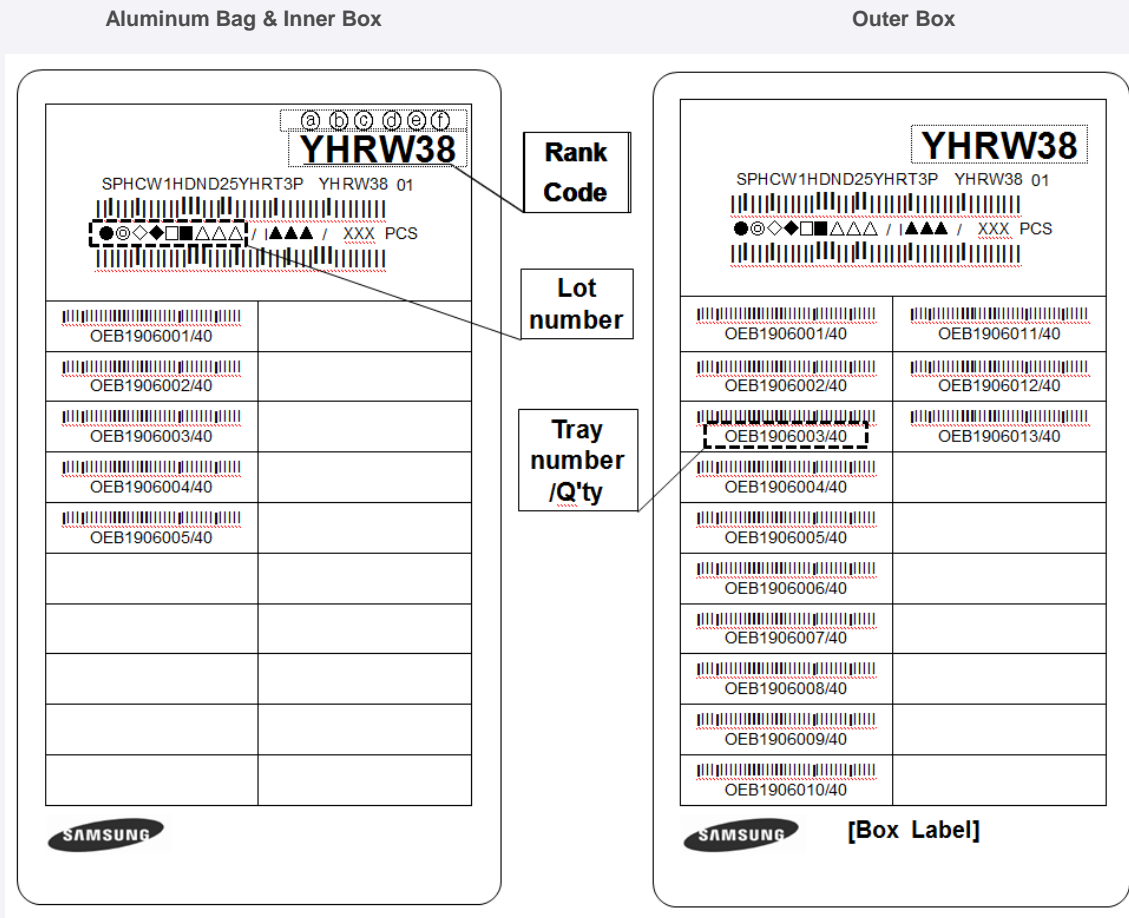 Aluminum Bag & Inner Box
Outer Box
ⓐ ⓑ ⓒ ⓓ ⓔ ⓕ
YHRW38
SPHCW1HDND25YHRT3P YHRW38 01
●◎◇◆□■△△△ / I▲▲▲ / XXX PCS
OEB1906001/40
OEB1906002/40
OEB1906003/40
OEB1906004/40
OEB1906005/40
SAMSUNG
Rank
Code
Lot
number
Tray
number
/Q'ty
YHRW38
SPHCW1HDND25YHRT3P YHRW38 01
●◎◇◆□■△△△ / I▲▲▲ / XXX PCS
OEB1906001/40
OEB1906002/40
OEB1906003/40
OEB1906004/40
OEB1906005/40
OEB1906006/40
OEB1906007/40
OEB1906008/40
OEB1906009/40
OEB1906010/40
OEB1906011/40
OEB1906012/40
OEB1906013/40
SAMSUNG
[Box Label]